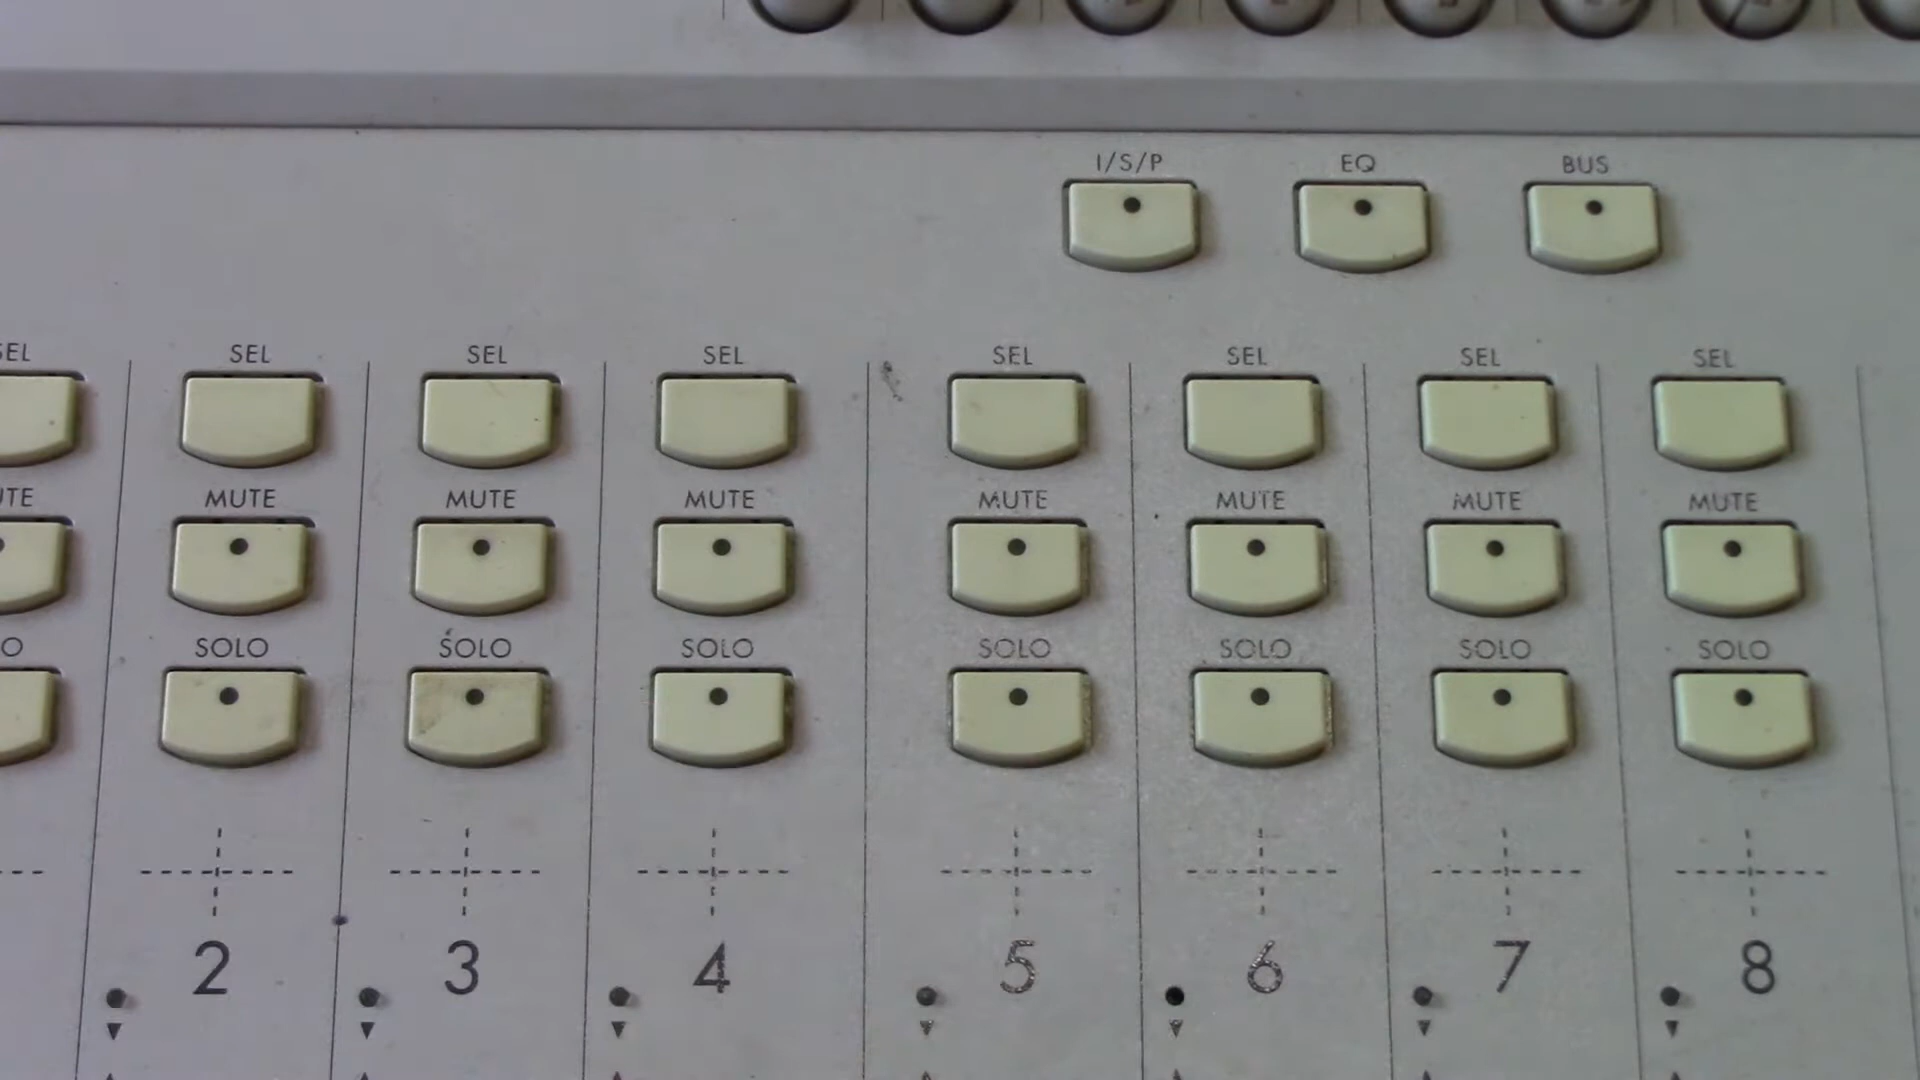 I/S/P EQ BUS
SEL SEL SEL SEL SEL SEL SEL SEL
MUTE MUTE MUTE MUTE MUTE MUTE MUTE
SOLO SOLO SOLO SOLO SOLO SOLO SOLO
2 3 4 5 6 7 8